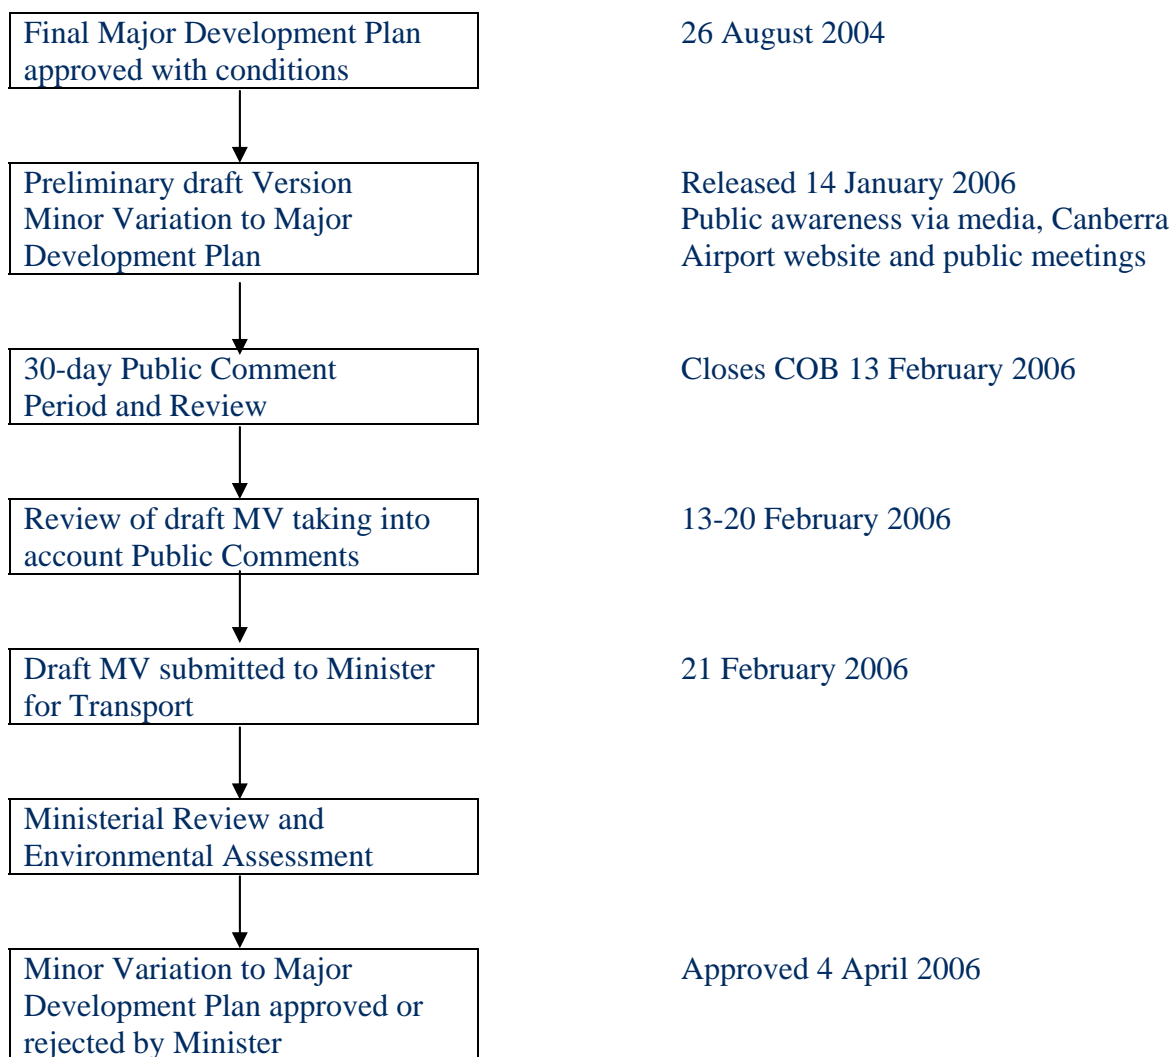 Final Major Development Plan
approved with conditions
26 August 2004
Preliminary draft Version
Minor Variation to Major
Development Plan
Released 14 January 2006
Public awareness via media, Canberra
Airport website and public meetings
30-day Public Comment
Period and Review
Closes COB 13 February 2006
Review of draft MV taking into
account Public Comments
13-20 February 2006
Draft MV submitted to Minister
for Transport
21 February 2006
Ministerial Review and
Environmental Assessment
Minor Variation to Major
Development Plan approved or
rejected by Minister
Approved 4 April 2006